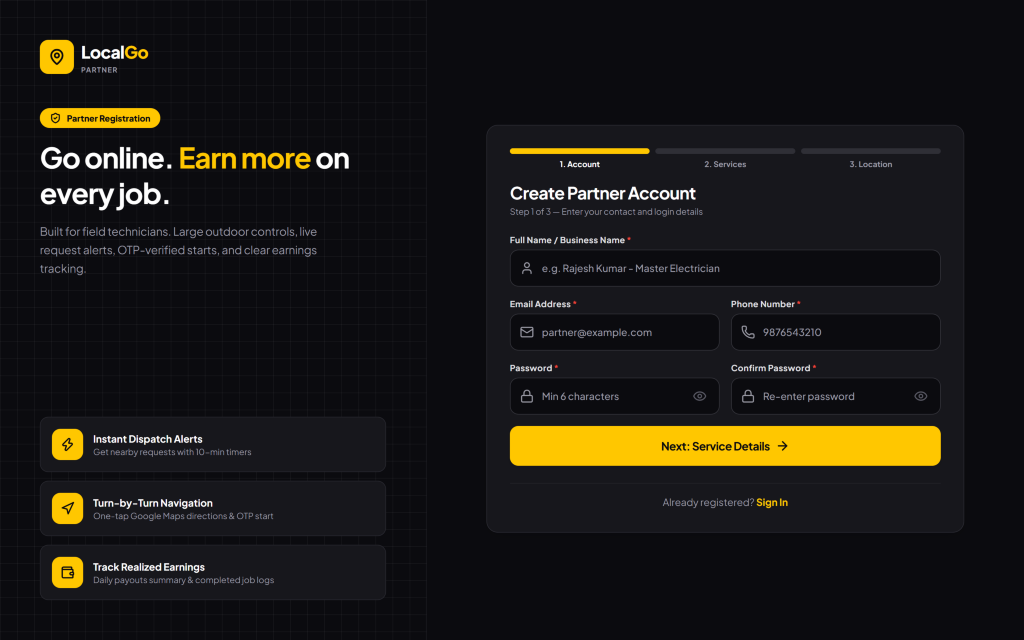 LocalGo
PARTNER
Partner Registration
Go online. Earn more on
every job.
Built for field technicians. Large outdoor controls, live
request alerts, OTP-verified starts, and clear earnings
tracking.
Instant Dispatch Alerts
Get nearby requests with 10-min timers
Turn-by-Turn Navigation
One-tap Google Maps directions & OTP start
Track Realized Earnings
Daily payouts summary & completed job logs
1. Account
2. Services
3. Location
Create Partner Account
Step 1 of 3 — Enter your contact and login details
Full Name / Business Name *
e.g. Rajesh Kumar - Master Electrician
Email Address *
Phone Number *
partner@example.com
9876543210
Password *
Confirm Password *
Min 6 characters
Re-enter password
Next: Service Details →
Already registered? Sign In